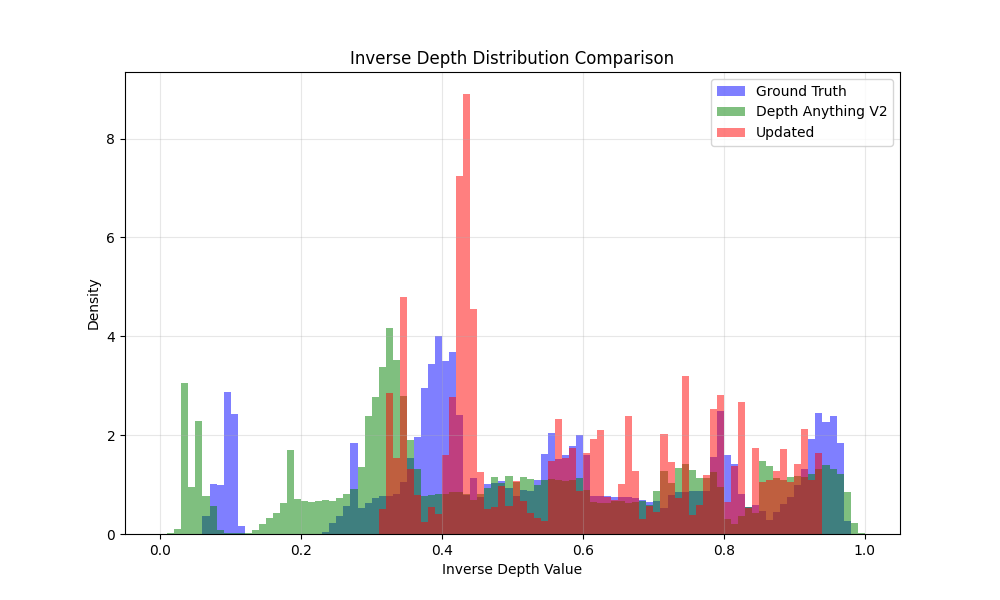 Inverse Depth Distribution Comparison
Ground Truth
Depth Anything V2
Updated
Density
8
6
4
2
0
0.0 0.2 0.4 0.6 0.8 1.0
Inverse Depth Value